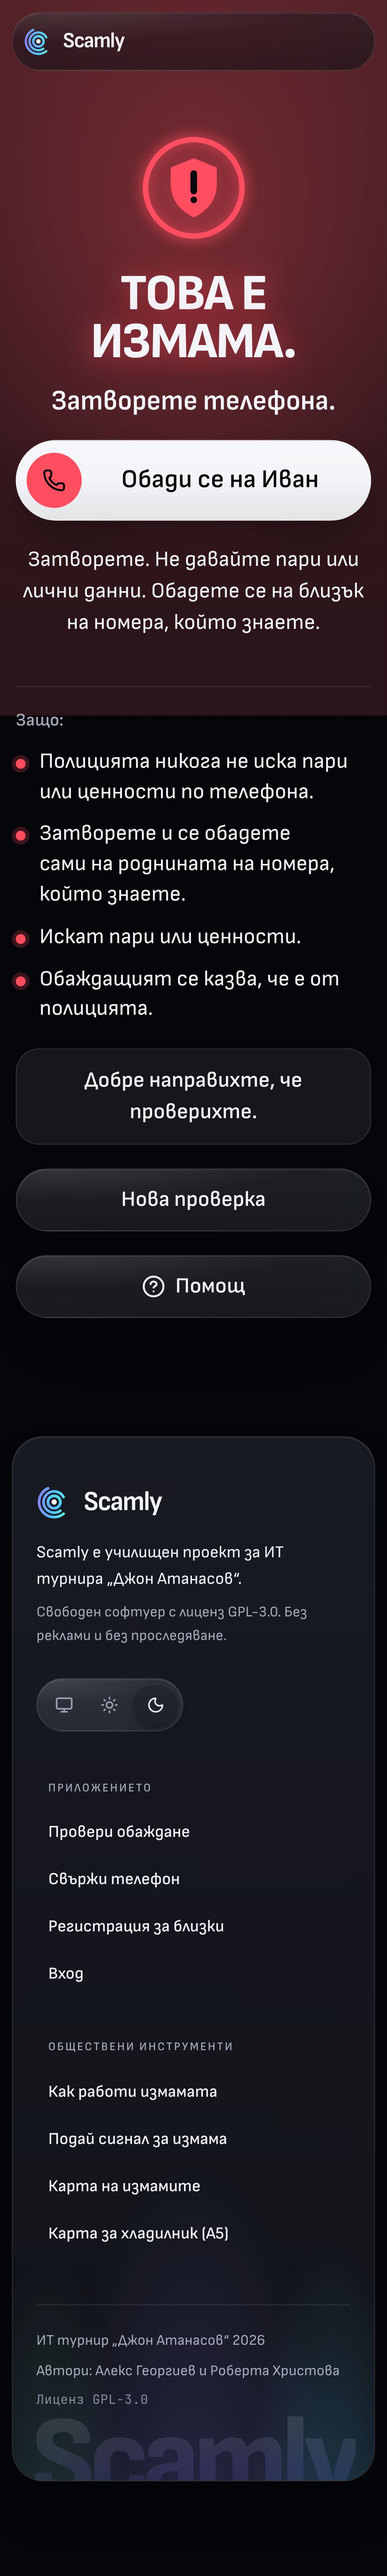 Scamly
ТОВА Е
ИЗМАМА.
Затворете телефона.
Обади се на Иван
Затворете. Не давайте пари или
лични данни. Обадете се на близък
на номера, който знаете.
Защо:
Полицията никога не иска пари
или ценности по телефона.
Затворете и се обадете
сами на роднината на номера,
който знаете.
Искат пари или ценности.
Обаждащият се казва, че е от
полицията.
Добре направихте, че
проверихте.
Нова проверка
Помощ
Scamly
Scamly е училищен проект за ИТ
турнира „Джон Атанасов“.
Свободен софтуер с лиценз GPL-3.0. Без
реклами и без проследяване.
ПРИЛОЖЕНИЕТО
Провери обаждане
Свържи телефон
Регистрация за близки
Вход
ОБЩЕСТВЕНИ ИНСТРУМЕНТИ
Как работи измамата
Подай сигнал за измама
Карта на измамите
Карта за хладилник (А5)
ИТ турнир „Джон Атанасов“ 2026
Автори: Алекс Георгиев и Роберта Христова
Лиценз GPL-3.0
Scamly